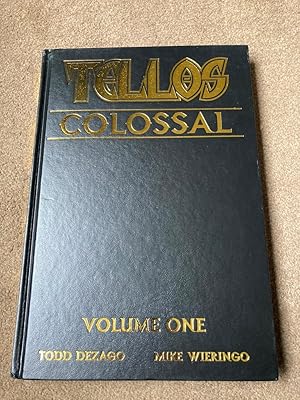 TELLOS
COLOSSAL
VOLUME ONE
TODD DEZAGO MIKE WIERINGO